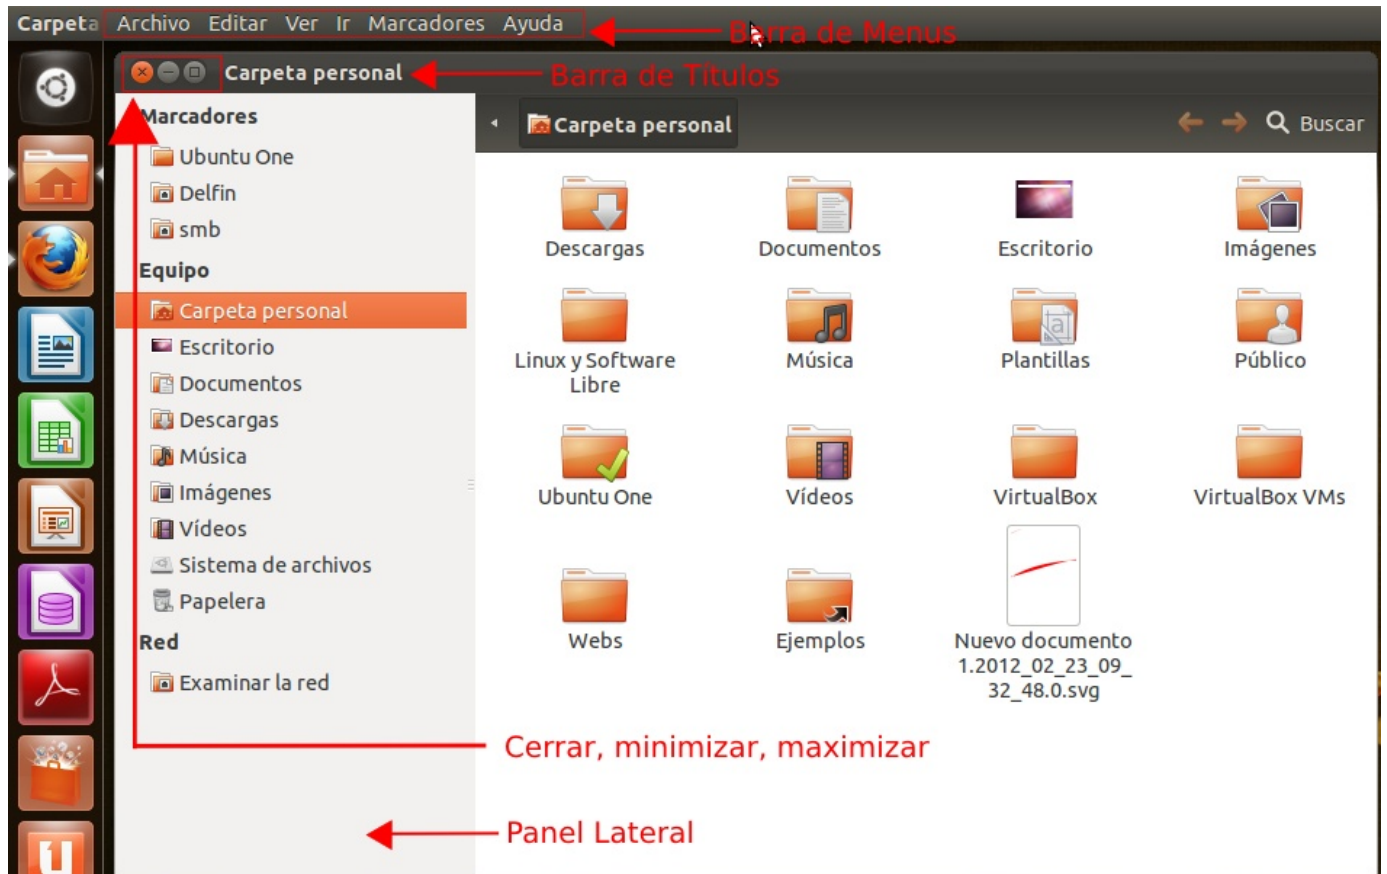 Carpeta Archivo Editar Ver Ir Marcadores Ayuda Barra de Menus
Carpeta personal Barra de Títulos
Marcadores
Ubuntu One
Delfin
smb
Equipo
Carpeta personal
Escritorio
Documentos
Descargas
Música
Imágenes
Vídeos
Sistema de archivos
Papelera
Red
Examinar la red
Carpeta personal Buscar
Descargas Documentos Escritorio Imágenes
Linux y Software
Libre
Música Plantillas Público
Ubuntu One Vídeos VirtualBox VirtualBox VMs
Webs Ejemplos
Nuevo documento
1.2012_02_23_09_
32_48.0.svg
Cerrar, minimizar, maximizar
Panel Lateral